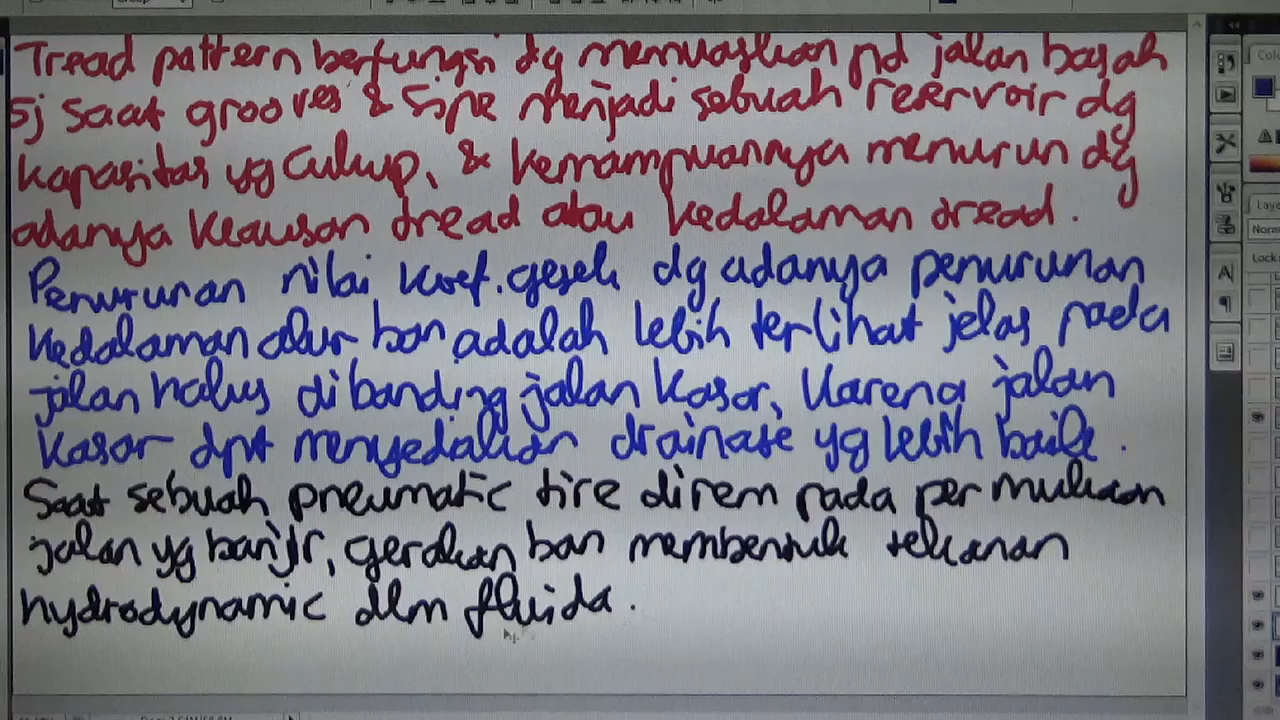 Tread pattern berfungsi dg memuaskan pd jalan basah
sj saat grooves & sipe menjadi sebuah reservoir dg
kapasitas yg cukup, & kemampuannya menurun dg
adanya keausan tread atau kedalaman tread.
Penurunan nilai koef. gesek dg adanya penurunan
kedalaman alur ban adalah lebih terlihat jelas pada
jalan halus dibanding jalan kasar, karena jalan
kasar dpt menyediakan drainase yg lebih baik.
Saat sebuah pneumatic tire direm pada permukaan
jalan yg banjir, gerakan ban membentuk tekanan
hydrodynamic dlm fluida.